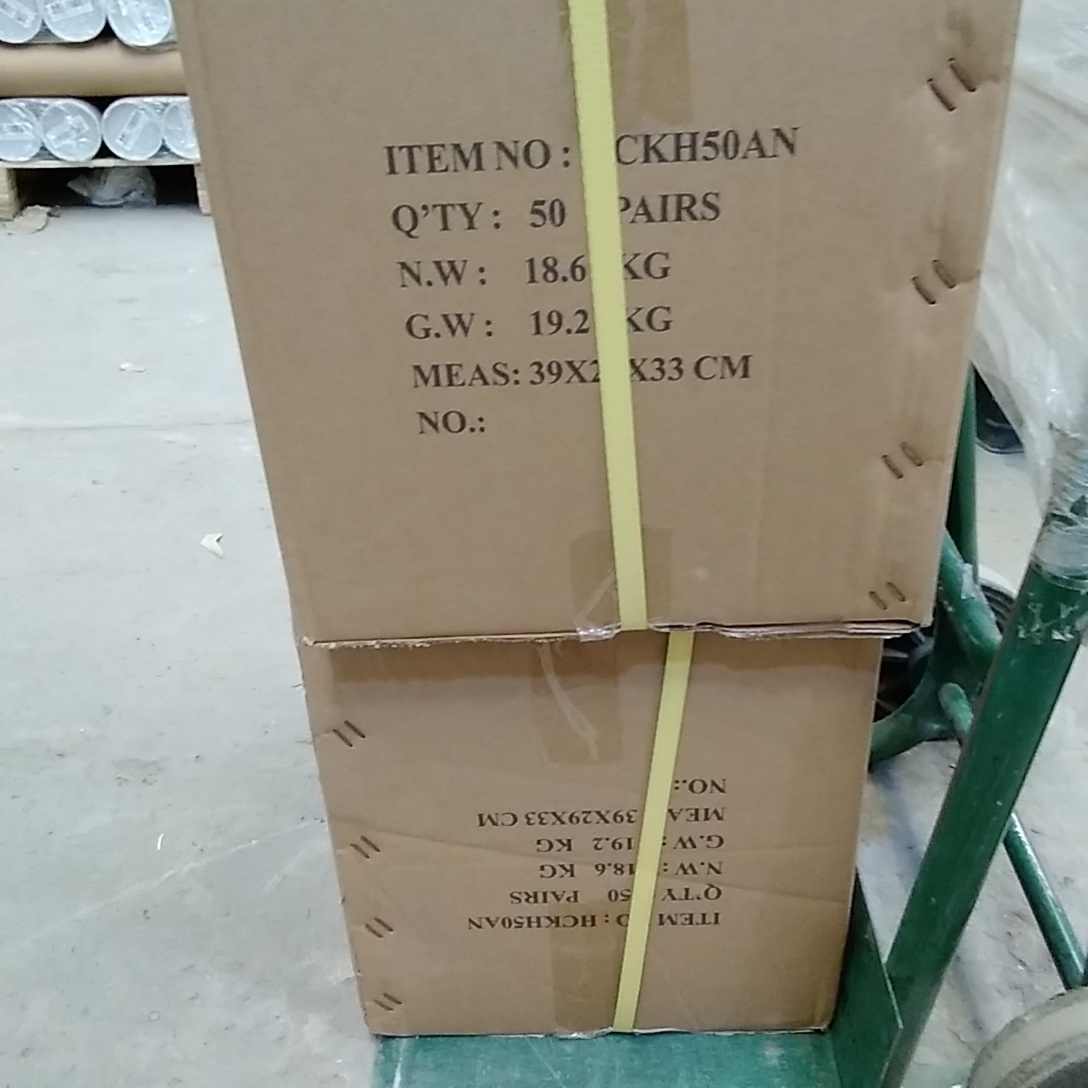 ITEM NO : CKH50AN
Q'TY : 50 PAIRS
N.W : 18.6 KG
G.W : 19.2 KG
MEAS: 39X2 X33 CM
NO.:
ITEM O : HCKH50AN
Q'TY 50 PAIRS
N.W : 18.6 KG
G.W : 19.2 KG
MEA 39X29X33 CM
NO.: